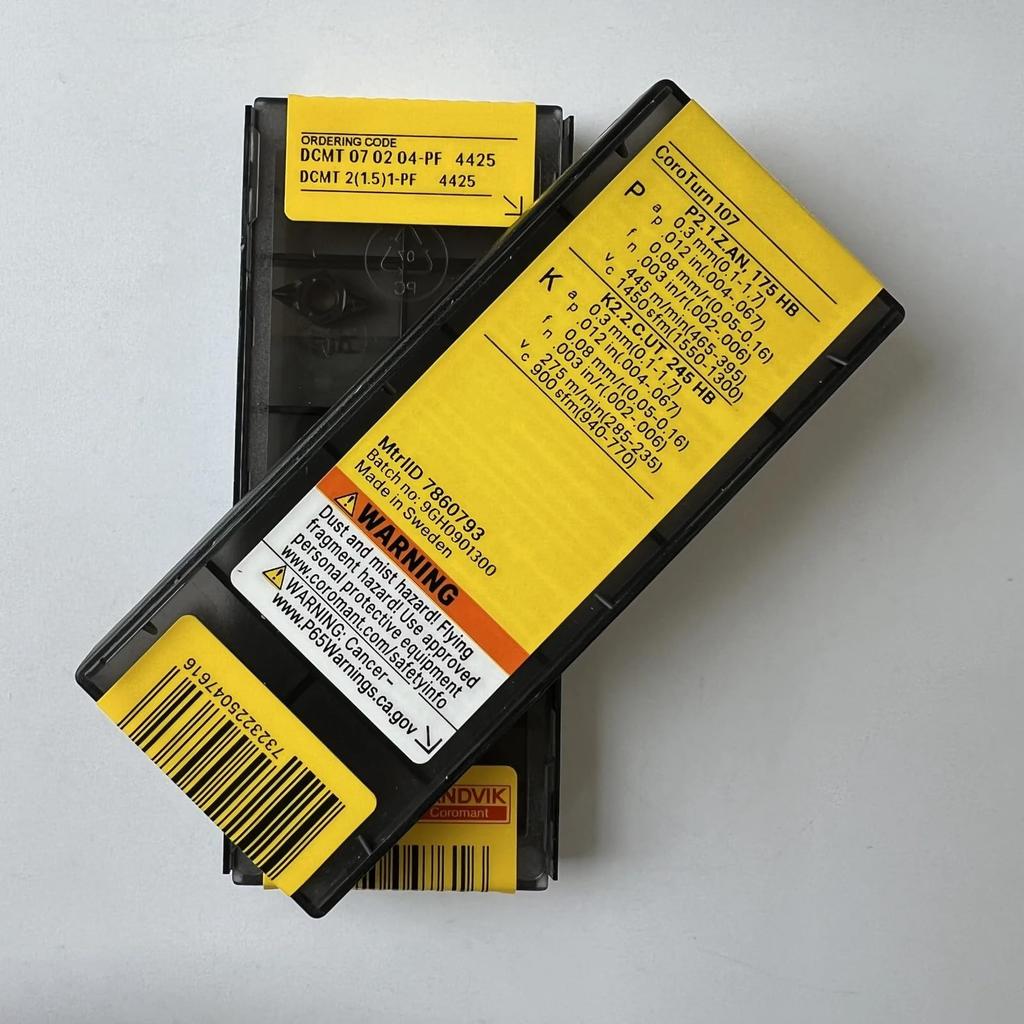 ORDERING CODE
DCMT 07 02 04-PF 4425
DCMT 2(1.5)1-PF 4425
07
PC
CoroTurn 107
P P2.1.Z.AN, 175 HB
ap 0.3 mm(0.1-1.7)
.012 in(.004-.067)
fn 0.08 mm/r(0.05-0.16)
.003 in/r(.002-.006)
vc 445 m/min(465-395)
1450 sfm(1550-1300)
K K2.2.C.UT, 245 HB
ap 0.3 mm(0.1-1.7)
.012 in(.004-.067)
fn 0.08 mm/r(0.05-0.16)
.003 in/r(.002-.006)
vc 275 m/min(285-235)
900 sfm(940-770)
MtrlID 7860793
Batch no: 9GH0901300
Made in Sweden
WARNING
Dust and mist hazard! Flying
fragment hazard! Use approved
personal protective equipment
www.coromant.com/safetyinfo
WARNING: Cancer–
www.P65Warnings.ca.gov
7323225047616
NDVIK
Coromant